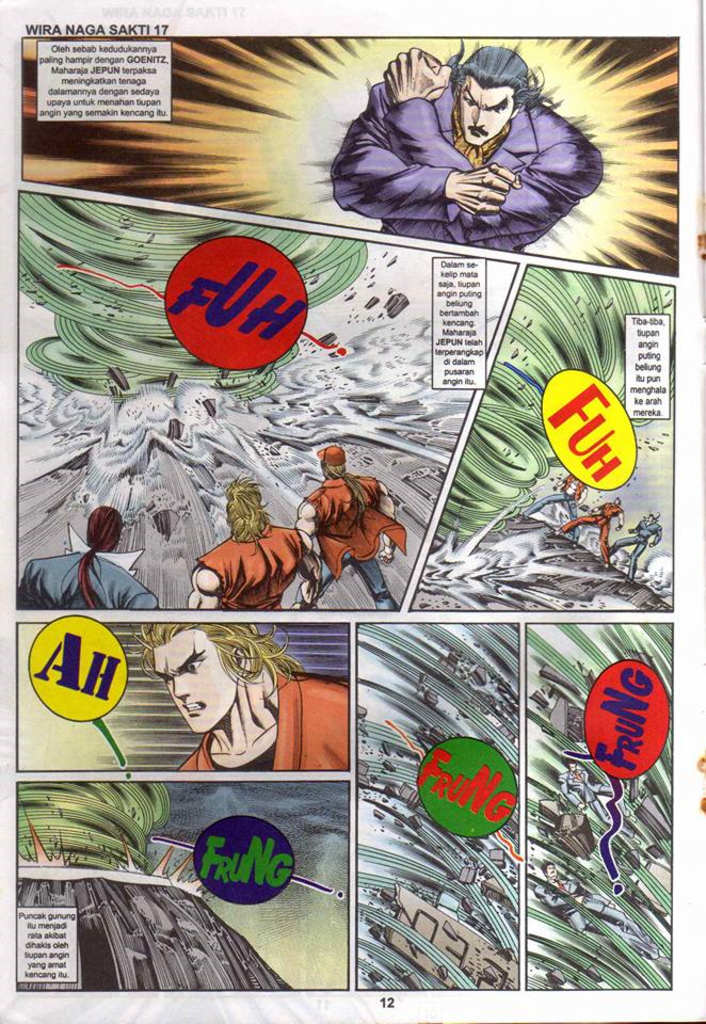 WIRA NAGA SAKTI 17
Oleh sebab kedudukannya
paling hampir dengan GOENITZ,
Maharaja JEPUN terpaksa
meningkatkan tenaga
dalamannya dengan sedaya
upaya untuk menahan tiupan
angin yang semakin kencang itu.
FUH
Dalam se-
kelip mata
saja, tiupan
angin puting
bertambah
kencang.
Maharaja
JEPUN telah
terperangkap
di dalam
pusaran
angin itu.
Tiba-tiba,
tiupan
angin
puting
beliung
itu pun
menghala
ke arah
mereka.
FUH
AH
FRUNG
Puncak gunung
itu menjadi
rata akibat
dihakis oleh
tiupan angin
yang amat
kencang itu.
FRUNG
FRUNG
12